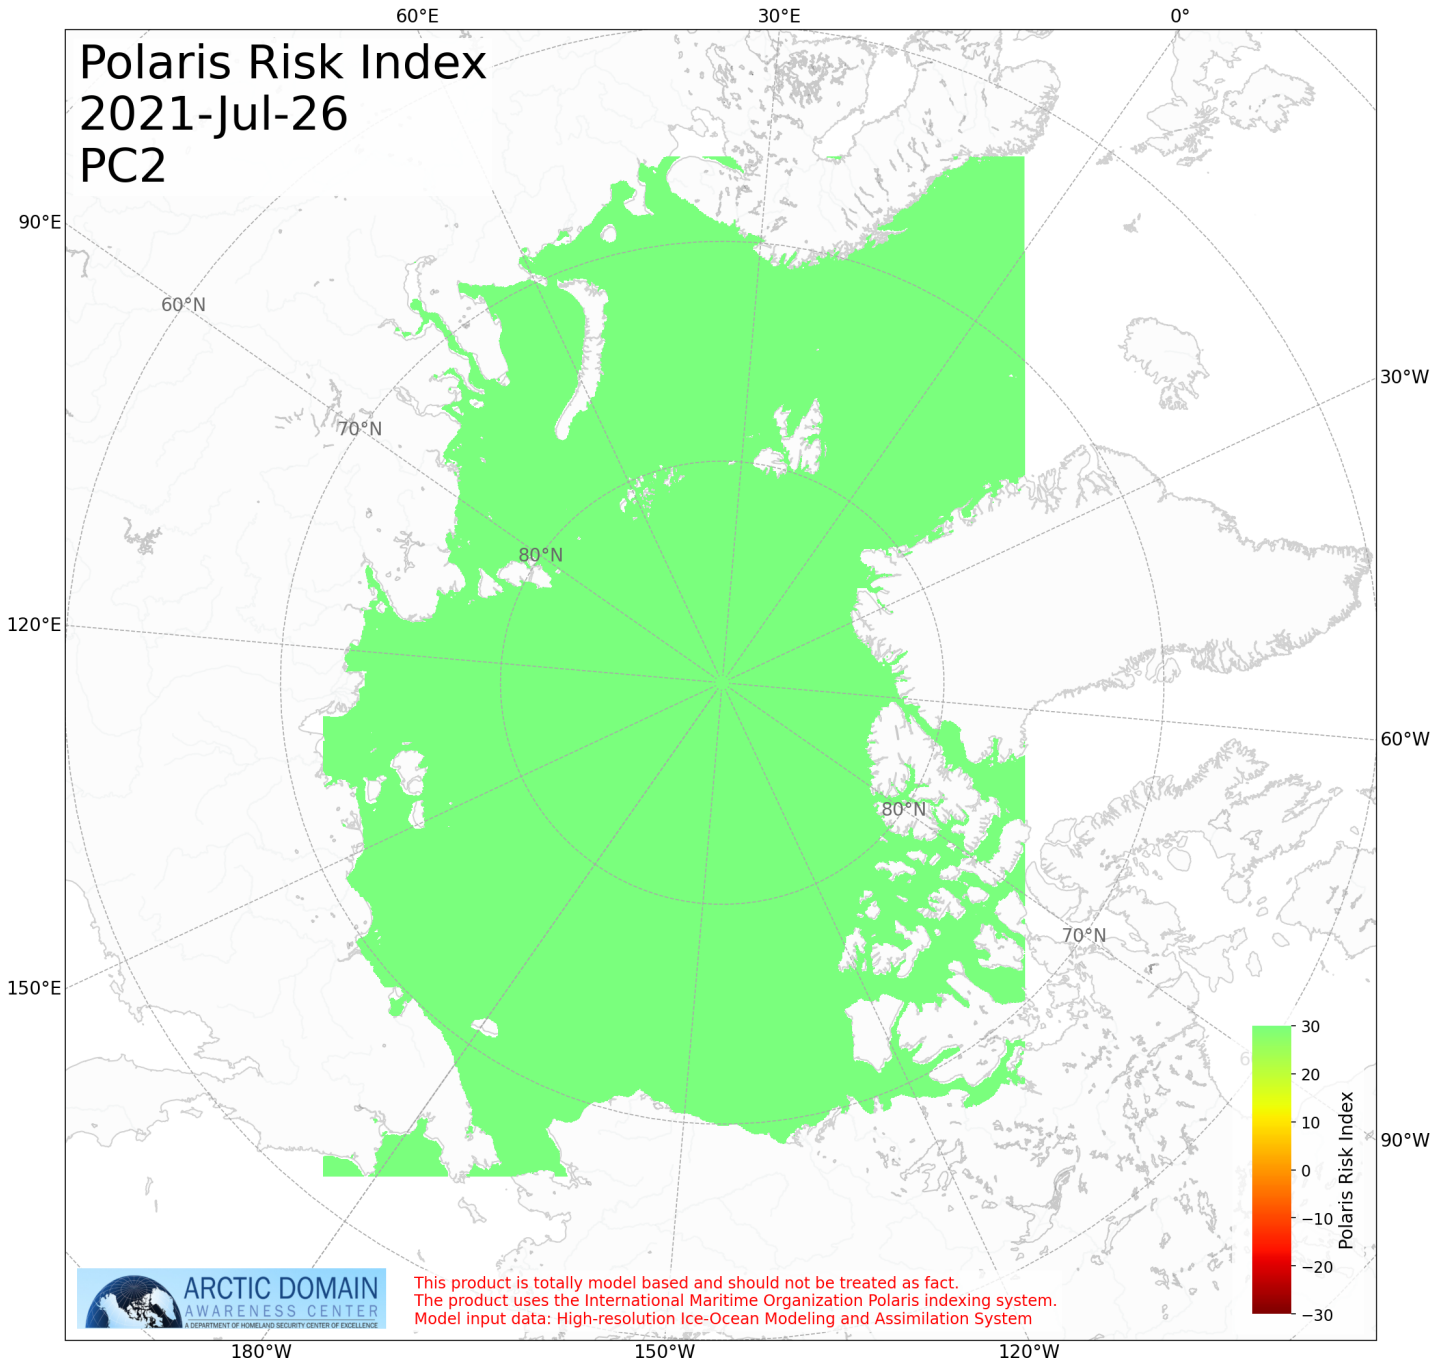 60°E 30°E 0°
Polaris Risk Index
2021-Jul-26
PC2
90°E
60°N
30°W
70°N
80°N
120°E
60°W
80°N
70°N
150°E
30
20
10
0
−10
−20
−30
Polaris Risk Index
90°W
ARCTIC DOMAIN
AWARENESS CENTER
A DEPARTMENT OF HOMELAND SECURITY CENTER OF EXCELLENCE
This product is totally model based and should not be treated as fact.
The product uses the International Maritime Organization Polaris indexing system.
Model input data: High-resolution Ice-Ocean Modeling and Assimilation System
180°W 150°W 120°W